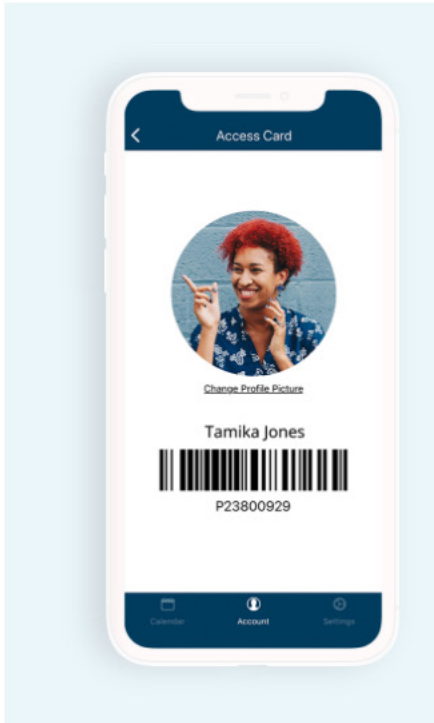 Access Card
Change Profile Picture
Tamika Jones
P23800929
Calendar Account Settings